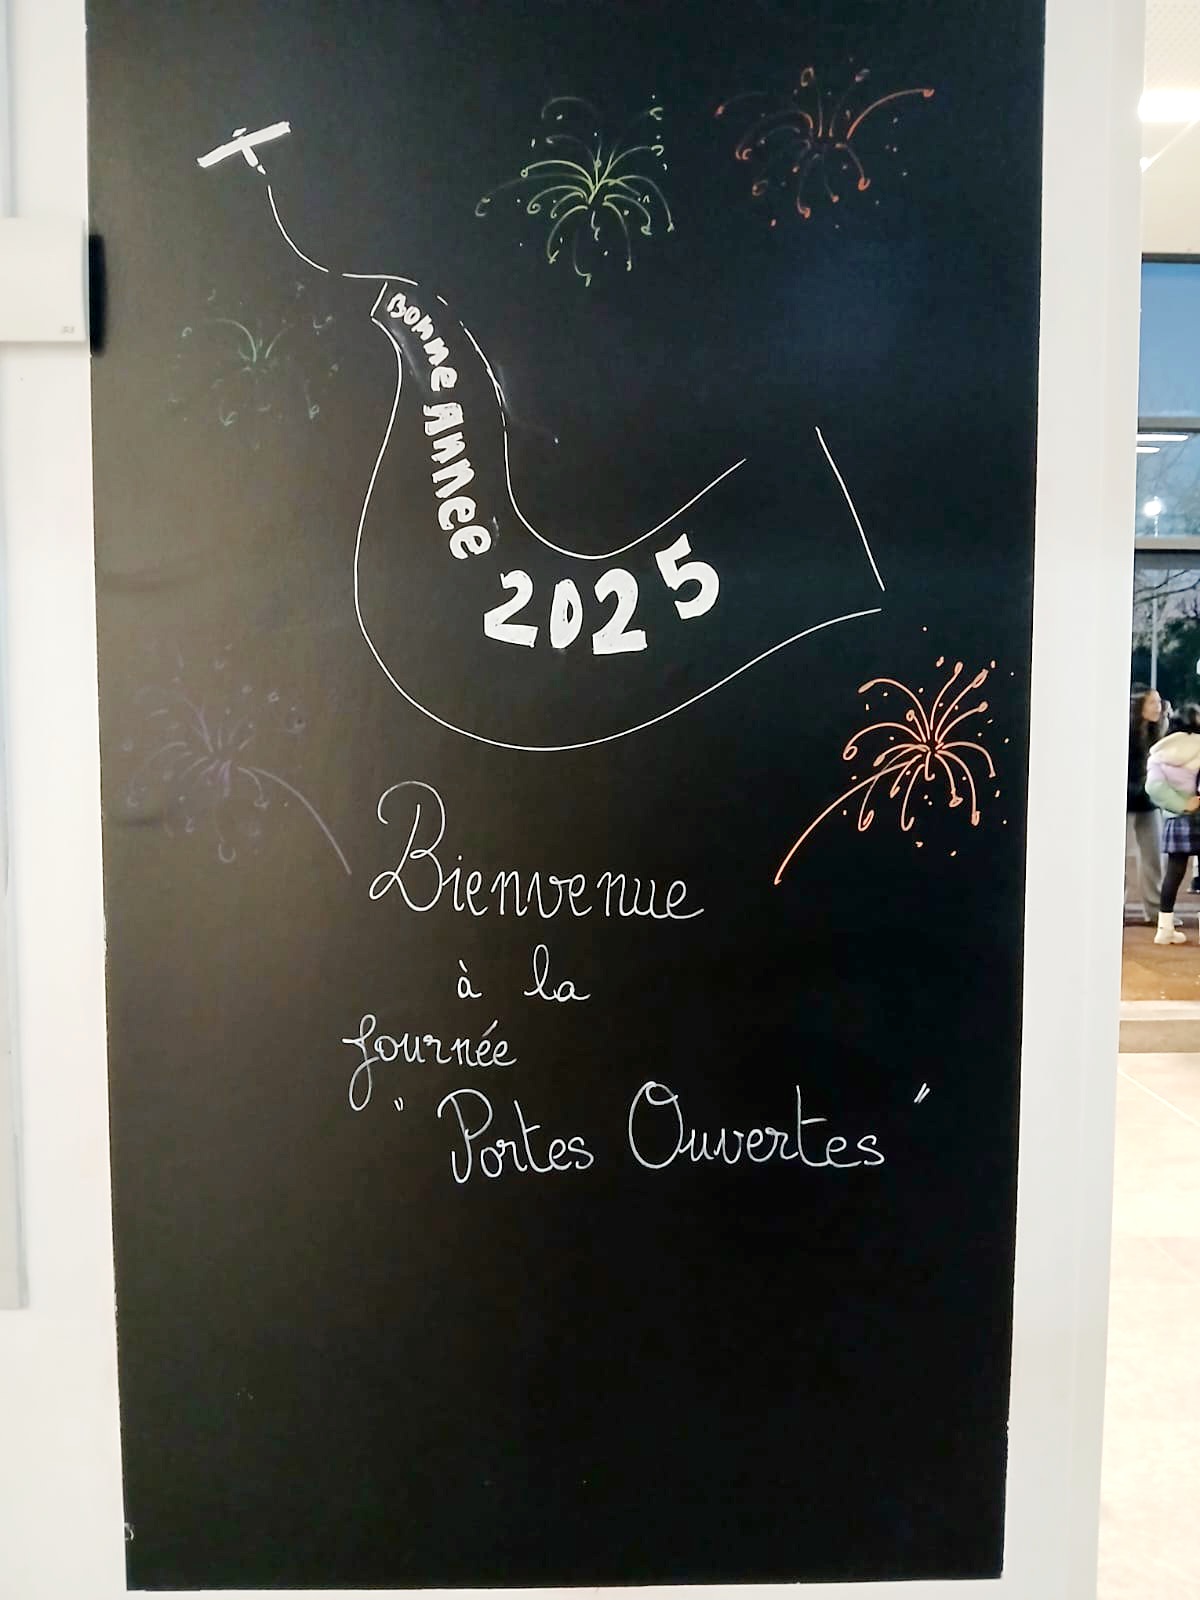 Bonne Année
2025
Bienvenue
à la
Journée
" Portes Ouvertes "